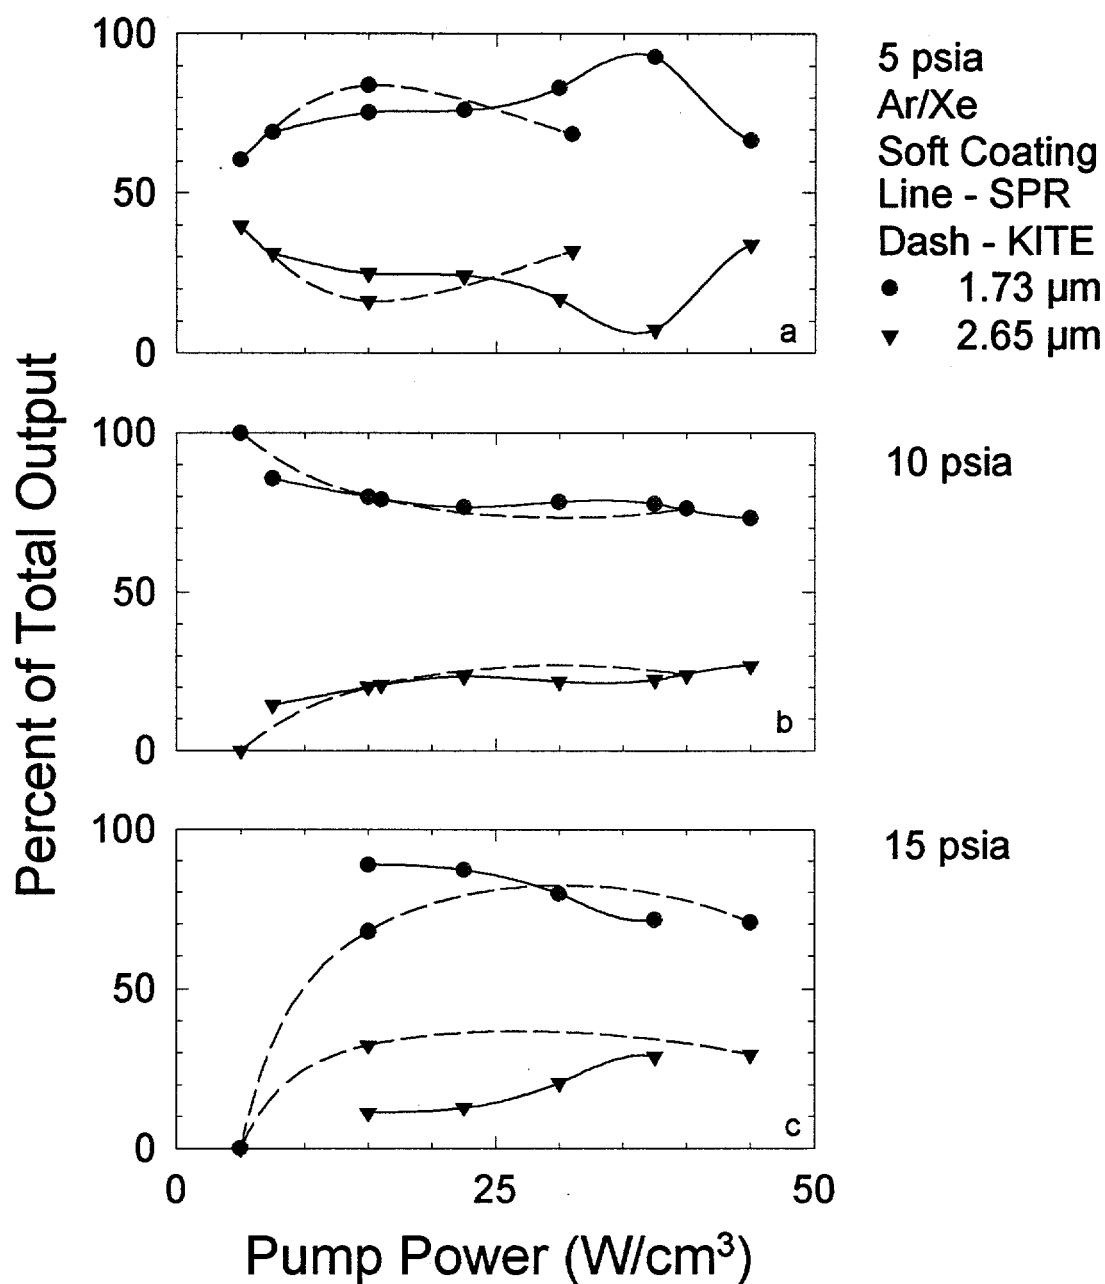 100
50
0
a
5 psia
Ar/Xe
Soft Coating
Line - SPR
Dash - KITE
1.73 µm
2.65 µm
Percent of Total Output
100
50
0
b
10 psia
100
50
0
c
15 psia
0 25 50
Pump Power (W/cm³)